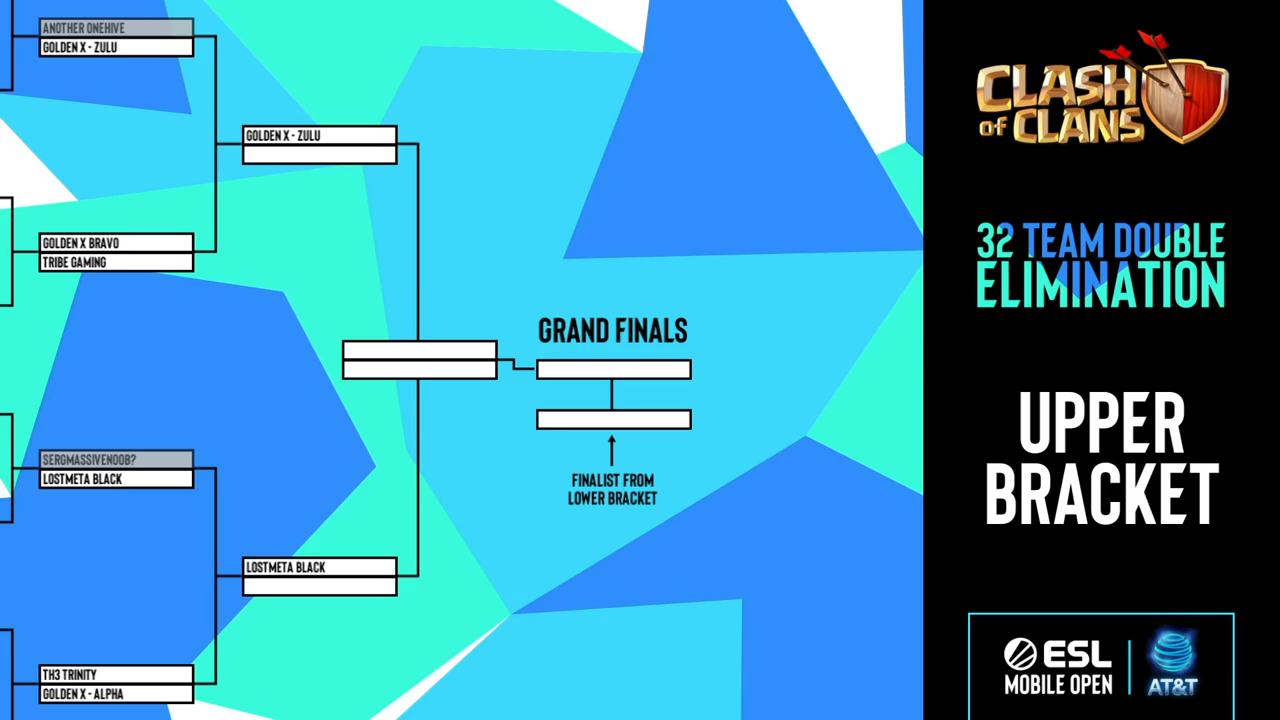 ANOTHER ONEHIVE
GOLDEN X - ZULU
GOLDEN X - ZULU
GOLDEN X BRAVO
TRIBE GAMING
GRAND FINALS
FINALIST FROM
LOWER BRACKET
SERGMASSIVENOOB?
LOSTMETA BLACK
LOSTMETA BLACK
TH3 TRINITY
GOLDEN X - ALPHA
CLASH
OF CLANS
32 TEAM DOUBLE
ELIMINATION
UPPER
BRACKET
ESL
MOBILE OPEN
AT&T